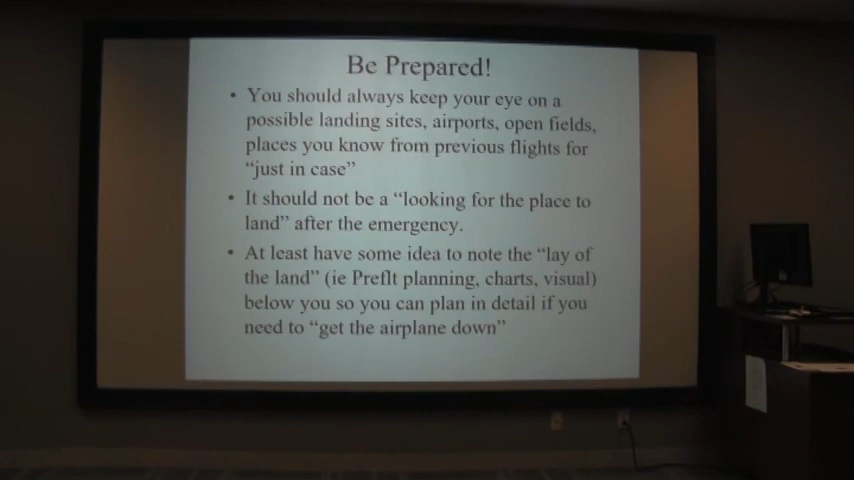 Be Prepared!
• You should always keep your eye on a
possible landing sites, airports, open fields,
places you know from previous flights for
“just in case”
• It should not be a “looking for the place to
land” after the emergency.
• At least have some idea to note the “lay of
the land” (ie Preflt planning, charts, visual)
below you so you can plan in detail if you
need to “get the airplane down”